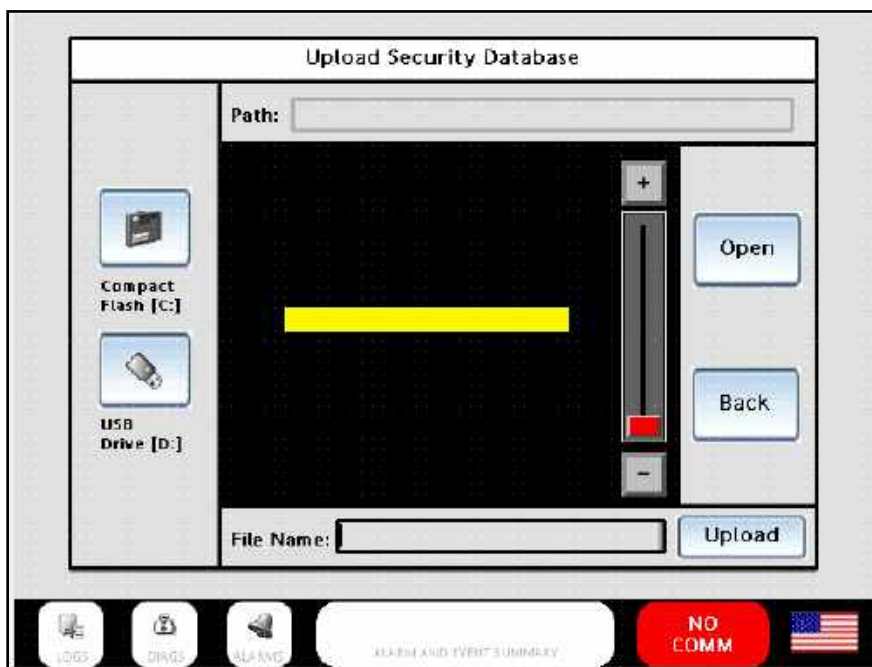 Upload Security Database
Path:
+
Open
Compact
Flash [C:]
Back
USB
Drive [D:]
-
File Name:
Upload
LOGS
DIAGS
ALARMS
ALARM AND EVENT SUMMARY
NO
COMM